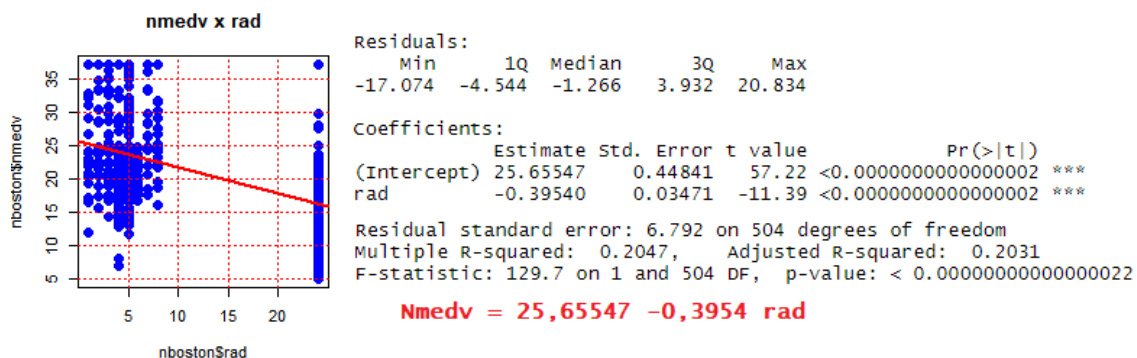 nmedv x rad
nboston$nmedv
35
30
25
20
15
10
5
5 10 15 20
nboston$rad
Residuals:
Min 1Q Median 3Q Max
-17.074 -4.544 -1.266 3.932 20.834
Coefficients:
Estimate Std. Error t value Pr(>|t|)
(Intercept) 25.65547 0.44841 57.22 <0.0000000000000002 ***
rad -0.39540 0.03471 -11.39 <0.0000000000000002 ***
Residual standard error: 6.792 on 504 degrees of freedom
Multiple R-squared: 0.2047, Adjusted R-squared: 0.2031
F-statistic: 129.7 on 1 and 504 DF, p-value: < 0.00000000000000022
Nmedv = 25,65547 -0,3954 rad